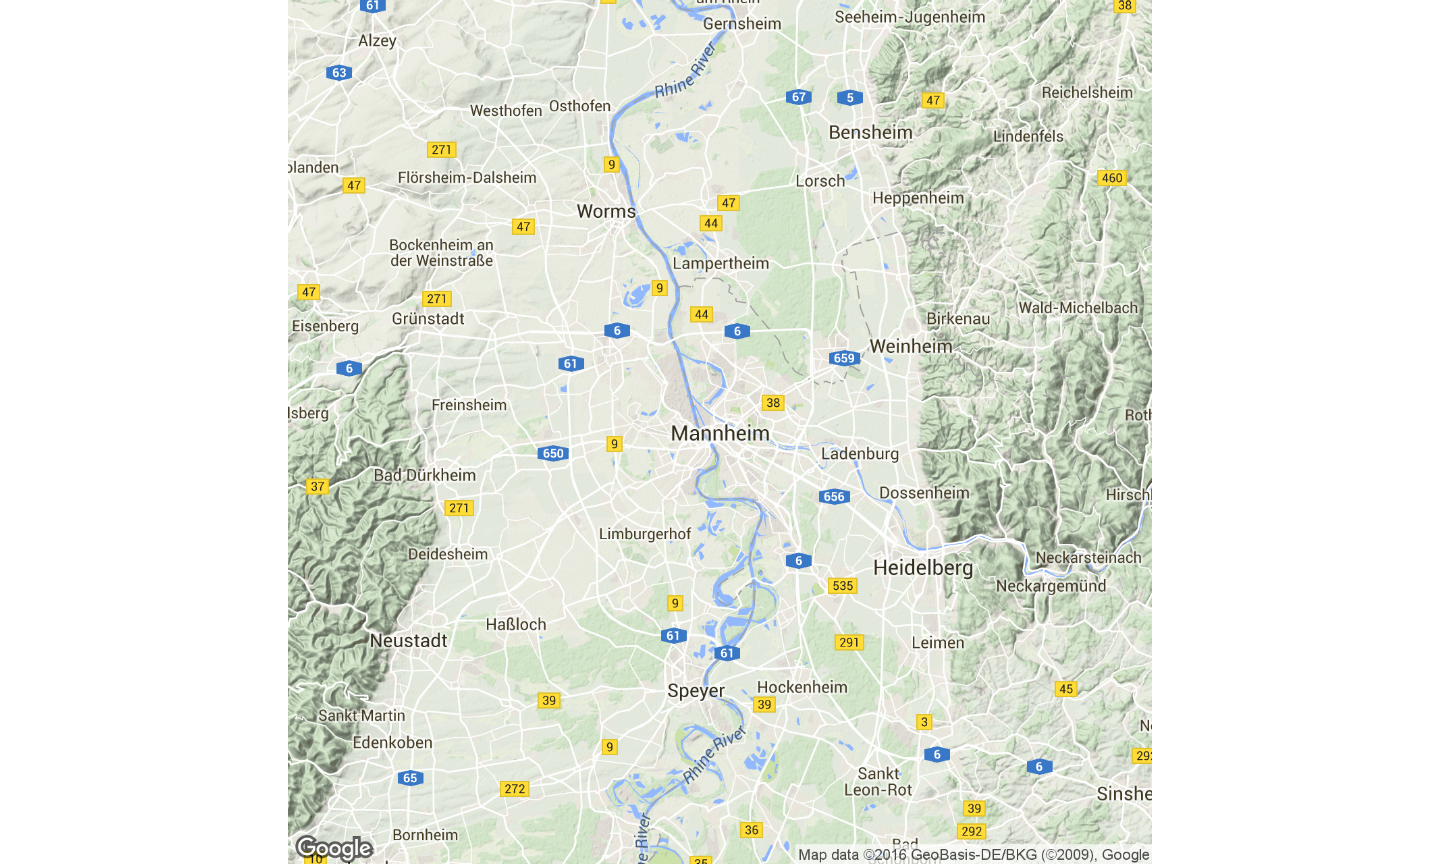 am Rhein
61
38
Gernsheim
Seeheim-Jugenheim
Alzey
63
Rhine River
67
5
47
Reichelsheim
Westhofen
Osthofen
Bensheim
Lindenfels
271
9
olanden
Flörsheim-Dalsheim
47
Lorsch
460
Heppenheim
47
Worms
44
47
Bockenheim an
der Weinstraße
Lampertheim
47
271
9
44
Wald-Michelbach
Eisenberg
Grünstadt
Birkenau
6
6
Weinheim
61
659
6
Freinsheim
38
lsberg
Roth
Mannheim
9
650
Ladenburg
Bad Dürkheim
37
656
Dossenheim
Hirsch
271
Limburgerhof
Deidesheim
6
Neckarsteinach
Heidelberg
535
Neckargemünd
9
Haßloch
61
Neustadt
291
Leimen
61
Speyer
Hockenheim
45
39
39
Sankt Martin
3
Edenkoben
9
Rhine River
6
292
6
65
Sankt
Leon-Rot
272
Sinshe
39
36
292
Bornheim
ne River
Bad
Google
10
35
Map data ©2016 GeoBasis-DE/BKG (©2009), Google